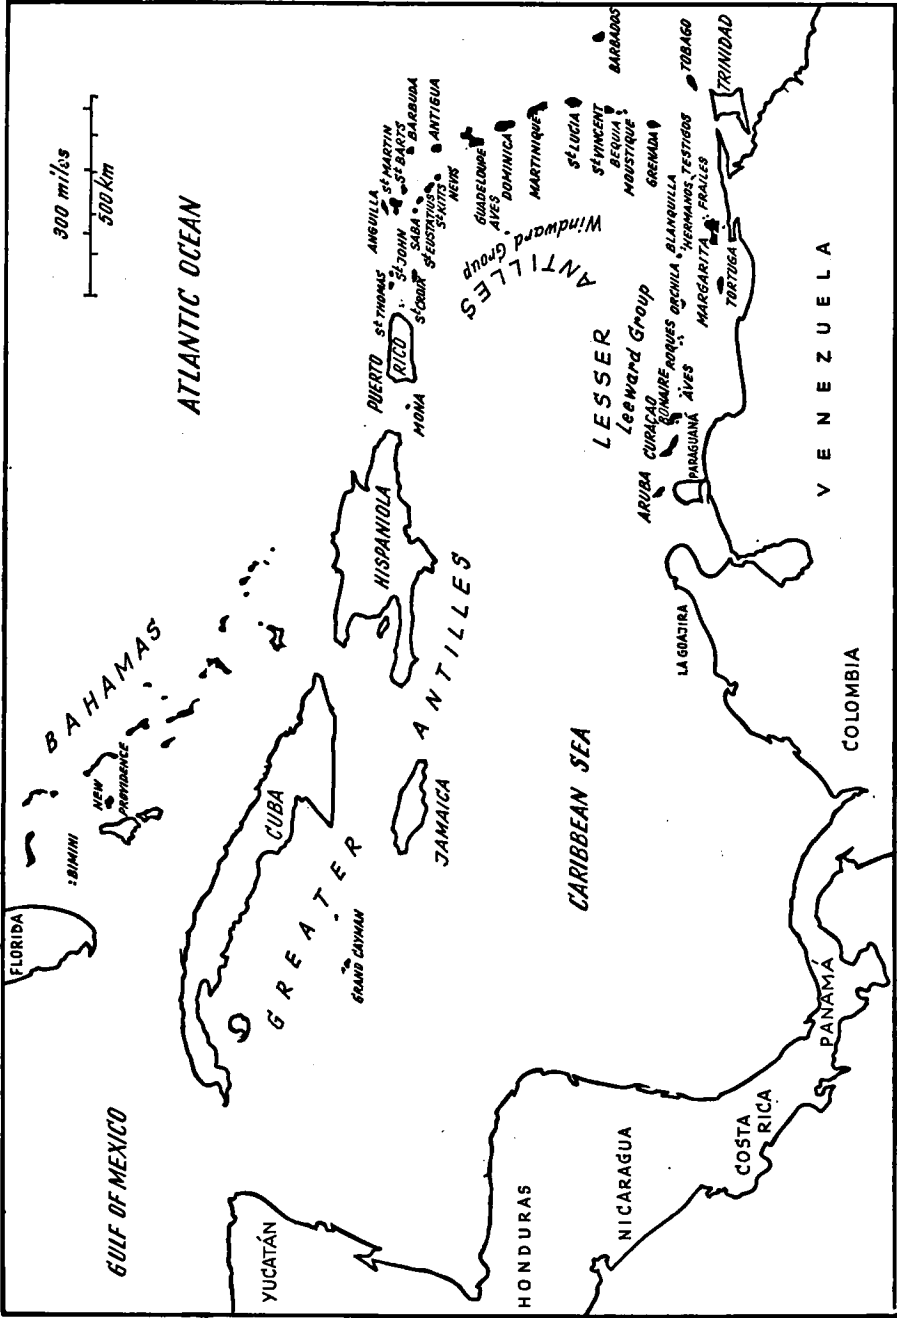 300 miles
500 km
ATLANTIC OCEAN
GULF OF MEXICO
FLORIDA
BAHAMAS
:BIMINI
NEW
PROVIDENCE
CUBA
GREATER
ANTILLES
GRAND CAYMAN
JAMAICA
HISPANIOLA
MONA
PUERTO
RICO
St THOMAS
St JOHN
St CROIX
ANGUILLA
St MARTIN
St BARTS
SABA
St EUSTATIUS
St KITTS
NEVIS
BARBUDA
ANTIGUA
GUADELOUPE
AVES
DOMINICA
MARTINIQUE
St LUCIA
St VINCENT
BEQUIA
MOUSTIQUE
GRENADA
BARBADOS
TOBAGO
TRINIDAD
LESSER
ANTILLES
Windward Group
Leeward Group
ARUBA
CURAÇAO
BONAIRE
AVES
ROQUES
ORCHILA
BLANQUILLA
HERMANOS
TESTIGOS
MARGARITA
FRAILES
TORTUGA
PARAGUANÁ
LA GOAJIRA
CARIBBEAN SEA
YUCATÁN
HONDURAS
NICARAGUA
COSTA
RICA
PANAMÁ
COLOMBIA
VENEZUELA